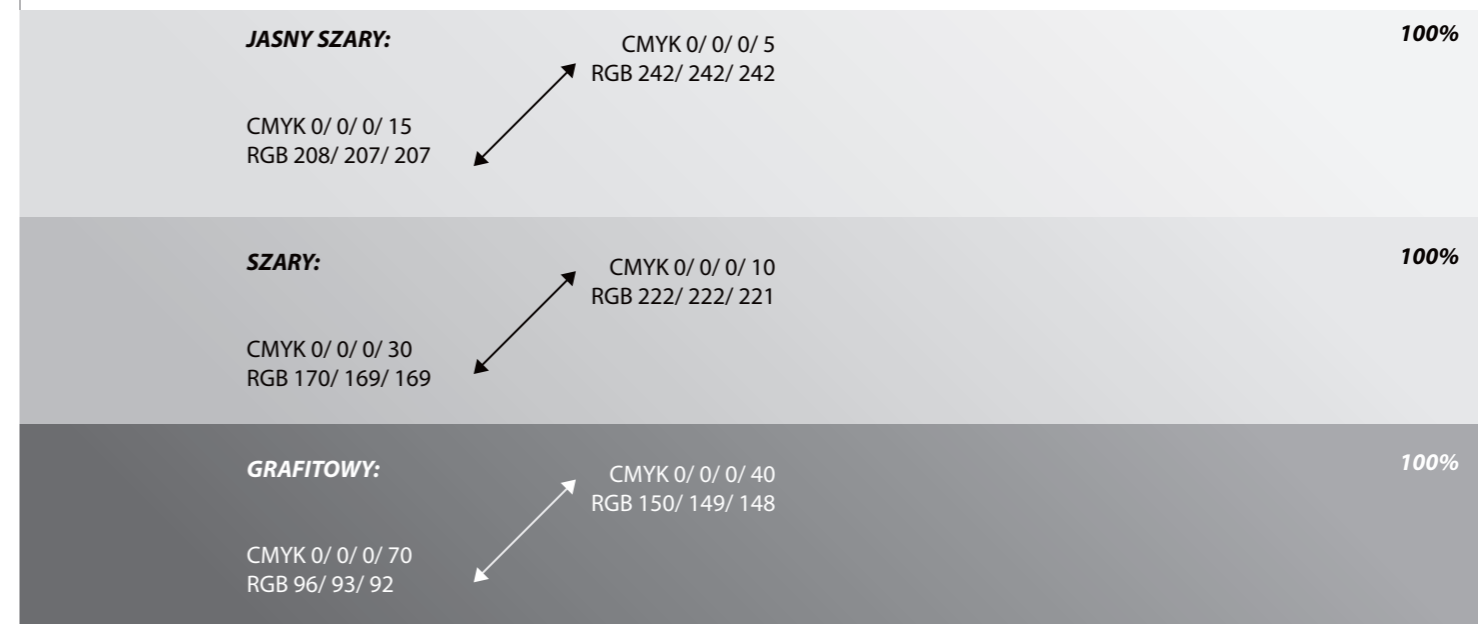 JASNY SZARY:
CMYK 0/ 0/ 0/ 5
RGB 242/ 242/ 242
100%
CMYK 0/ 0/ 0/ 15
RGB 208/ 207/ 207
SZARY:
CMYK 0/ 0/ 0/ 10
RGB 222/ 222/ 221
100%
CMYK 0/ 0/ 0/ 30
RGB 170/ 169/ 169
GRAFITOWY:
CMYK 0/ 0/ 0/ 40
RGB 150/ 149/ 148
100%
CMYK 0/ 0/ 0/ 70
RGB 96/ 93/ 92